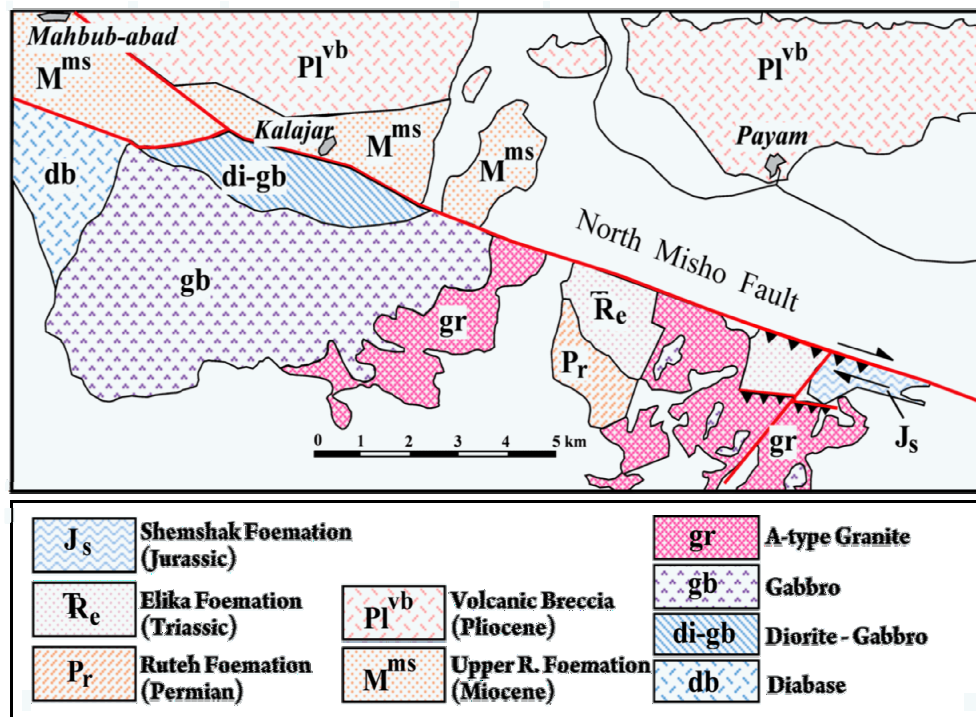 Mahbub-abad
M^ms
Pl^vb
Pl^vb
Kalajar
M^ms
M^ms
Payam
db
di-gb
gb
gr
North Misho Fault
TR_e
P_r
gr
J_s
0 1 2 3 4 5 km
J_s Shemshak Foemation
(Jurassic)
TR_e Elika Foemation
(Triassic)
P_r Ruteh Foemation
(Permian)
Pl^vb Volcanic Breccia
(Pliocene)
M^ms Upper R. Foemation
(Miocene)
gr A-type Granite
gb Gabbro
di-gb Diorite - Gabbro
db Diabase